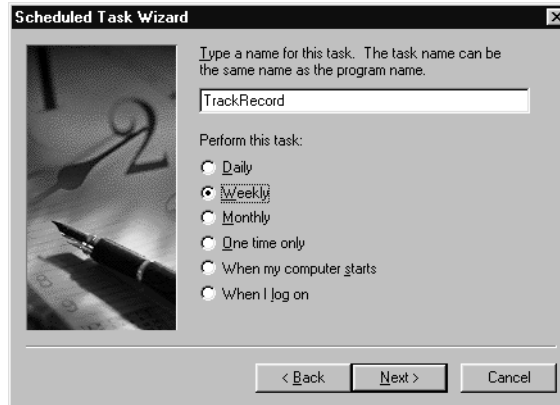 Scheduled Task Wizard
Type a name for this task. The task name can be
the same name as the program name.
TrackRecord
Perform this task:
Daily
Weekly
Monthly
One time only
When my computer starts
When I log on
< Back
Next >
Cancel